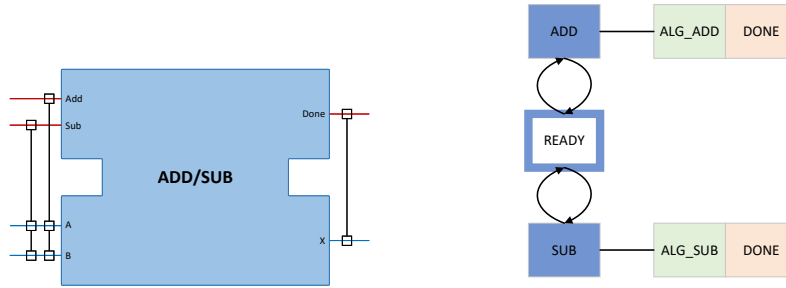 Add
Sub
Done
ADD/SUB
A
B
X
ADD
ALG_ADD
DONE
READY
SUB
ALG_SUB
DONE